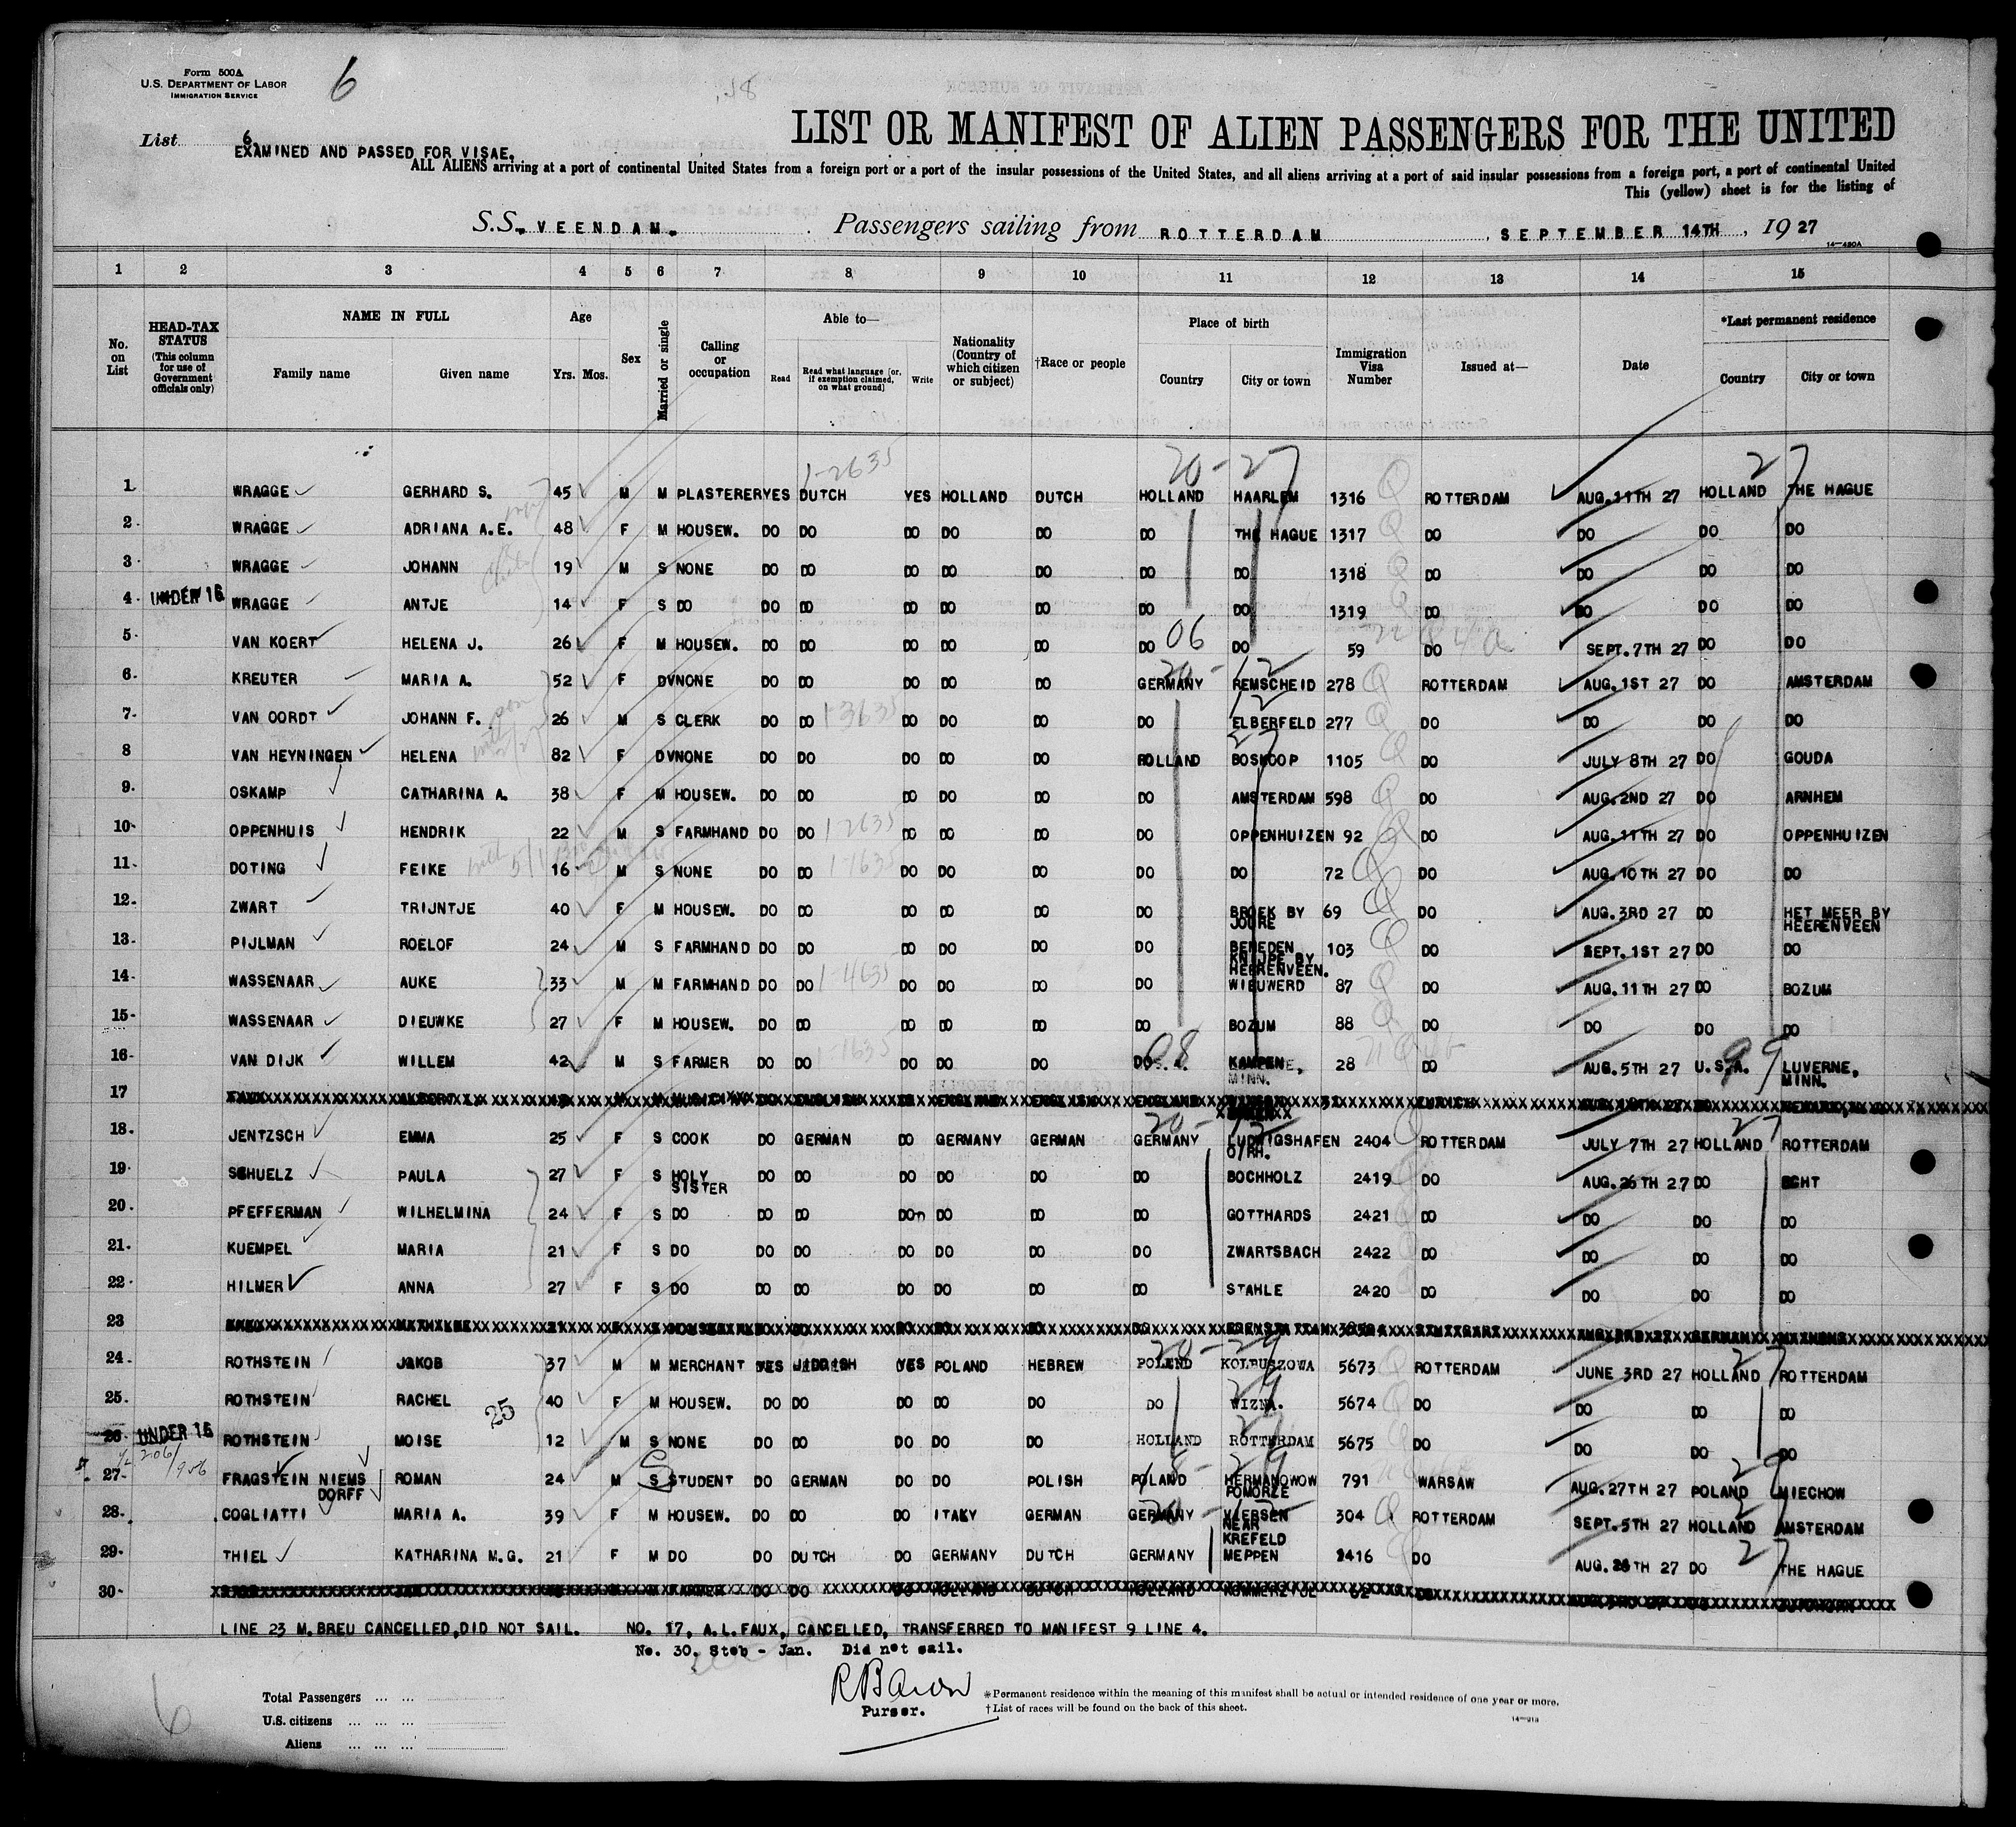 Form 500A
U.S. DEPARTMENT OF LABOR
IMMIGRATION SERVICE
6
List 6
EXAMINED AND PASSED FOR VISAE.
LIST OR MANIFEST OF ALIEN PASSENGERS FOR THE UNITED
ALL ALIENS arriving at a port of continental United States from a foreign port or a port of the insular possessions of the United States, and all aliens arriving at a port of said insular possessions from a foreign port, a port of continental United
This (yellow) sheet is for the listing of
S.S. VEENDAM. Passengers sailing from ROTTERDAM, SEPTEMBER 14TH, 1927
14—480A
1 2 3 4 5 6 7 8 9 10 11 12 13 14 15
No. on List
HEAD-TAX STATUS (This column for use of Government officials only)
NAME IN FULL
Family name
Given name
Age
Yrs. Mos.
Sex
Married or single
Calling or occupation
Able to—
Read
Read what language (or, if exemption claimed, on what ground)
Write
Nationality (Country of which citizen or subject)
†Race or people
Place of birth
Country
City or town
Immigration Visa Number
Issued at—
Date
*Last permanent residence
Country
City or town
1 WRAGGE GERHARD S. 45 M M PLASTERER YES DUTCH YES HOLLAND DUTCH HOLLAND HAARLEM 1316 ROTTERDAM AUG.11TH 27 HOLLAND THE HAGUE
2 WRAGGE ADRIANA A.E. 48 F M HOUSEW. DO DO DO DO DO DO THE HAGUE 1317 DO DO DO DO
3 WRAGGE JOHANN 19 M S NONE DO DO DO DO DO DO DO 1318 DO DO DO DO
4 UNDER 16 WRAGGE ANTJE 14 F S DO DO DO DO DO DO DO DO 1319 DO DO DO DO
5 VAN KOERT HELENA J. 26 F M HOUSEW. DO DO DO DO DO DO 06 DO 59 DO SEPT.7TH 27 DO DO
6 KREUTER MARIA A. 52 F DV NONE DO DO DO DO DO GERMANY REMSCHEID 278 ROTTERDAM AUG.1ST 27 DO AMSTERDAM
7 VAN OORDT JOHANN F. 26 M S CLERK DO DO DO DO DO DO ELBERFELD 277 DO DO DO DO
8 VAN HEYNINGEN HELENA 82 F DV NONE DO DO DO DO DO HOLLAND BOSKOOP 1105 DO JULY 8TH 27 DO GOUDA
9 OSKAMP CATHARINA A. 38 F M HOUSEW. DO DO DO DO DO DO AMSTERDAM 598 DO AUG.2ND 27 DO ARNHEM
10 OPPENHUIS HENDRIK 22 M S FARMHAND DO DO DO DO DO DO OPPENHUIZEN 92 DO AUG.11TH 27 DO OPPENHUIZEN
11 DOTING FEIKE 16 M S NONE DO DO DO DO DO DO DO 72 DO AUG.10TH 27 DO DO
12 ZWART TRIJNTJE 40 F M HOUSEW. DO DO DO DO DO DO BROEK BY JOURE 69 DO AUG.3RD 27 DO HET MEER BY HEERENVEEN
13 PIJLMAN ROELOF 24 M S FARMHAND DO DO DO DO DO DO BENEDEN KNIJPE BY HEERENVEEN. 103 DO SEPT.1ST 27 DO DO
14 WASSENAAR AUKE 33 M M FARMHAND DO DO DO DO DO DO WIEUWERD 87 DO AUG.11TH 27 DO BOZUM
15 WASSENAAR DIEUWKE 27 F M HOUSEW. DO DO DO DO DO DO BOZUM 88 DO DO DO DO
16 VAN DIJK WILLEM 42 M S FARMER DO DO DO DO DO DO KAMPEN 28 DO AUG.5TH 27 U.S.A. LUVERNE, MINN.
17
18 JENTZSCH EMMA 25 F S COOK DO GERMAN DO GERMANY GERMAN GERMANY LUDWIGSHAFEN O/RH. 2404 ROTTERDAM JULY 7TH 27 HOLLAND ROTTERDAM
19 SCHUELZ PAULA 27 F S HOLY SISTER DO DO DO DO DO DO BOCHHOLZ 2419 DO AUG.26TH 27 DO ECHT
20 PFEFFERMAN WILHELMINA 24 F S DO DO DO DO DO DO DO GOTTHARDS 2421 DO DO DO DO
21 KUEMPEL MARIA 21 F S DO DO DO DO DO DO DO ZWARTSBACH 2422 DO DO DO DO
22 HILMER ANNA 27 F S DO DO DO DO DO DO DO STAHLE 2420 DO DO DO DO
23
24 ROTHSTEIN JAKOB 37 M M MERCHANT YES JIDDISH YES POLAND HEBREW POLAND KOLBUSZOWA 5673 ROTTERDAM JUNE 3RD 27 HOLLAND ROTTERDAM
25 ROTHSTEIN RACHEL 25 40 F M HOUSEW. DO DO DO DO DO DO WIZNA. 5674 DO DO DO DO
26 UNDER 16 ROTHSTEIN MOISE 12 M S NONE DO DO DO DO DO HOLLAND ROTTERDAM 5675 DO DO DO DO
27 FRAGSTEIN NIEMSDORFF ROMAN 24 M S STUDENT DO GERMAN DO DO POLISH POLAND HERMANOWOW POMORZE 791 WARSAW AUG.27TH 27 POLAND MIECHOW
28 COGLIATTI MARIA A. 39 F M HOUSEW. DO DO DO ITALY GERMAN GERMANY VIERSEN NEAR KREFELD 304 ROTTERDAM SEPT.5TH 27 HOLLAND AMSTERDAM
29 THIEL KATHARINA M.G. 21 F M DO DO DUTCH DO GERMANY DUTCH GERMANY MEPPEN 2416 DO AUG.26TH 27 DO THE HAGUE
30
LINE 23 M.BREU CANCELLED,DID NOT SAIL. NO. 17, A.L.FAUX, CANCELLED, TRANSFERRED TO MANIFEST 9 LINE 4.
No. 30. Steb - Jan. Did not sail.
6
Total Passengers
U.S. citizens
Aliens
Purser.
*Permanent residence within the meaning of this manifest shall be actual or intended residence of one year or more.
†List of races will be found on the back of this sheet.